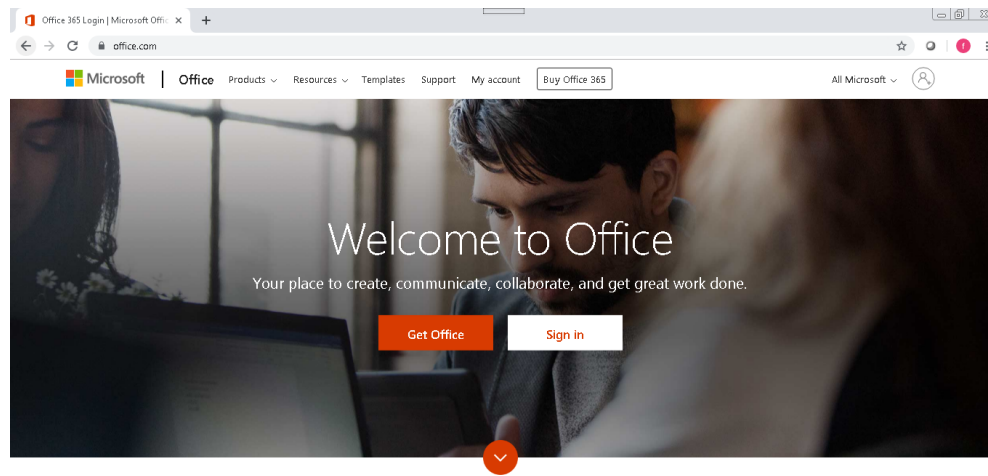 Office 365 Login | Microsoft Offic
office.com
Microsoft | Office Products Resources Templates Support My account Buy Office 365 All Microsoft
Welcome to Office
Your place to create, communicate, collaborate, and get great work done.
Get Office Sign in